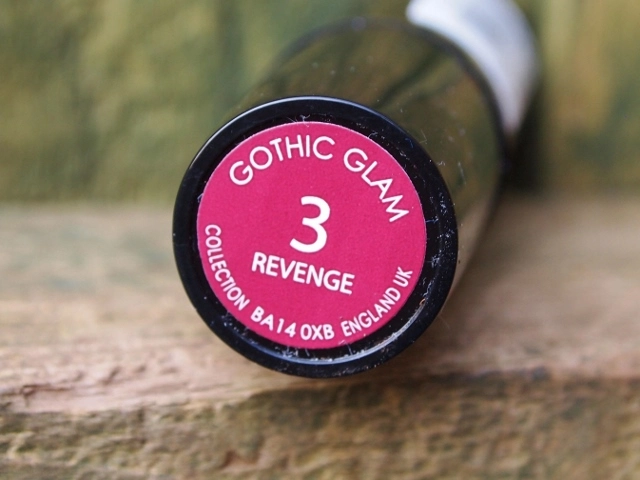 GOTHIC GLAM
3
REVENGE
COLLECTION BA14 0XB ENGLAND UK